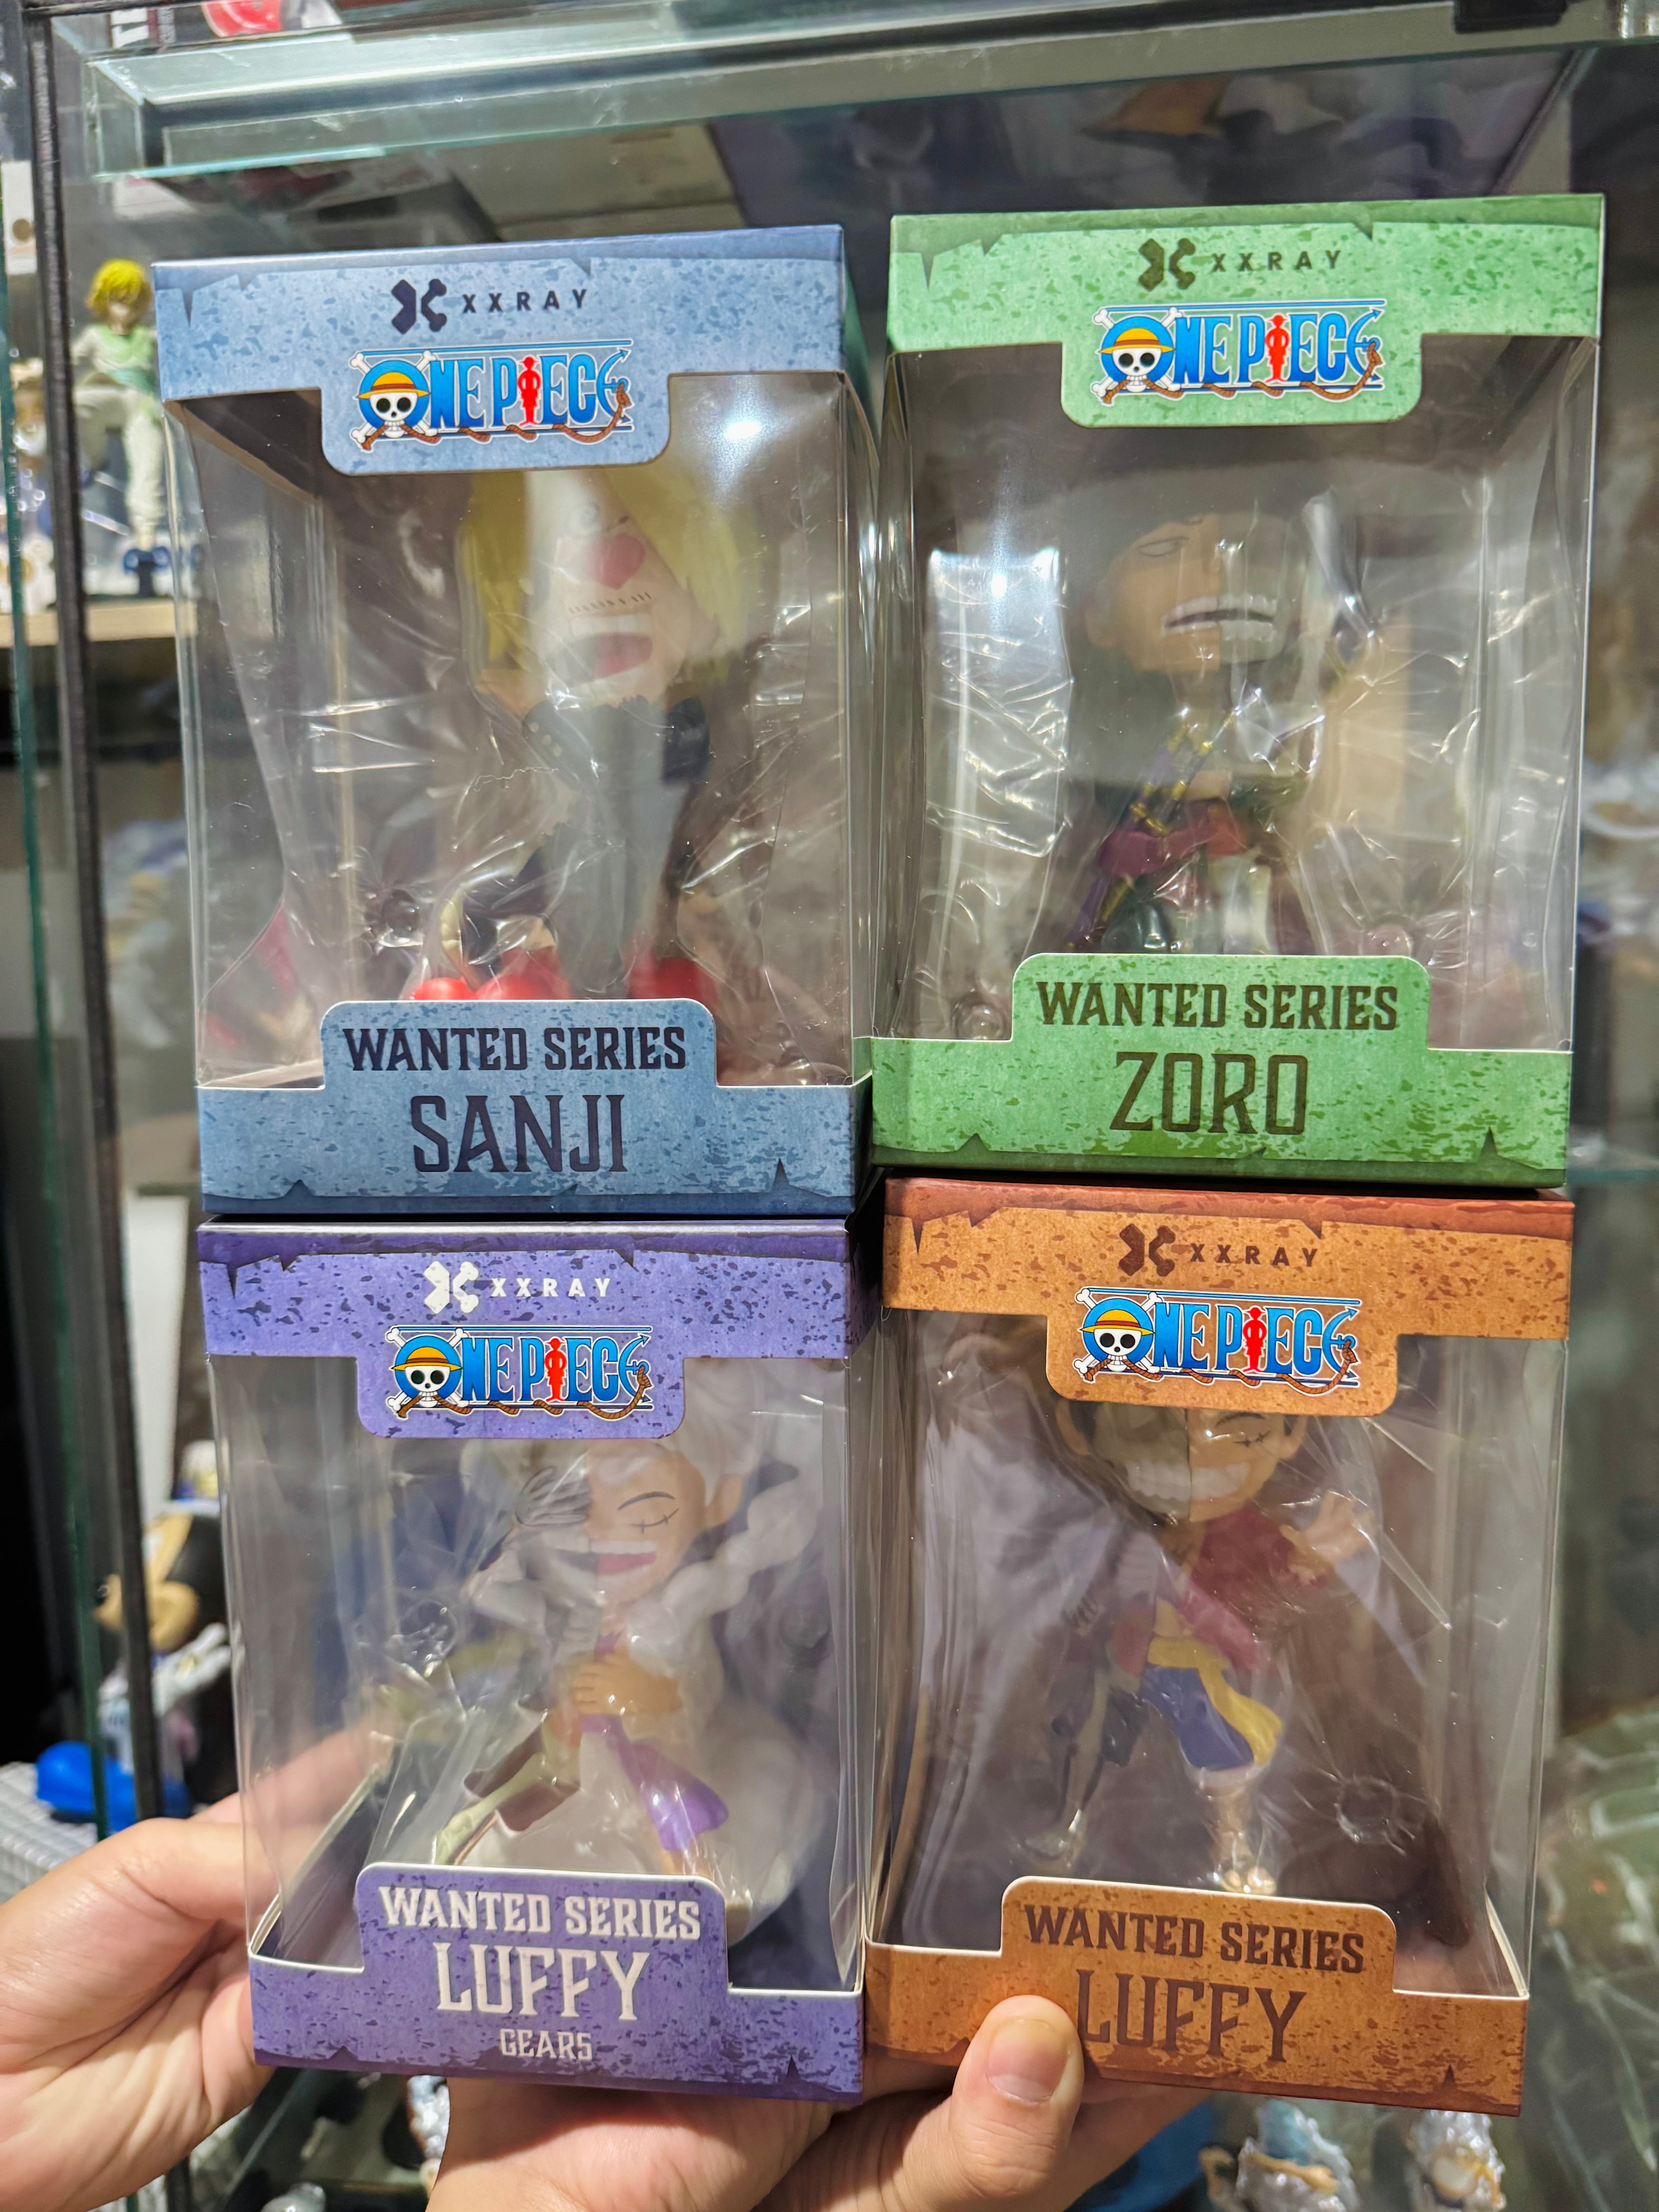 XXRAY
ONE PIECE
WANTED SERIES
SANJI
XXRAY
ONE PIECE
WANTED SERIES
ZORO
XXRAY
ONE PIECE
WANTED SERIES
LUFFY
GEAR5
XXRAY
ONE PIECE
WANTED SERIES
LUFFY